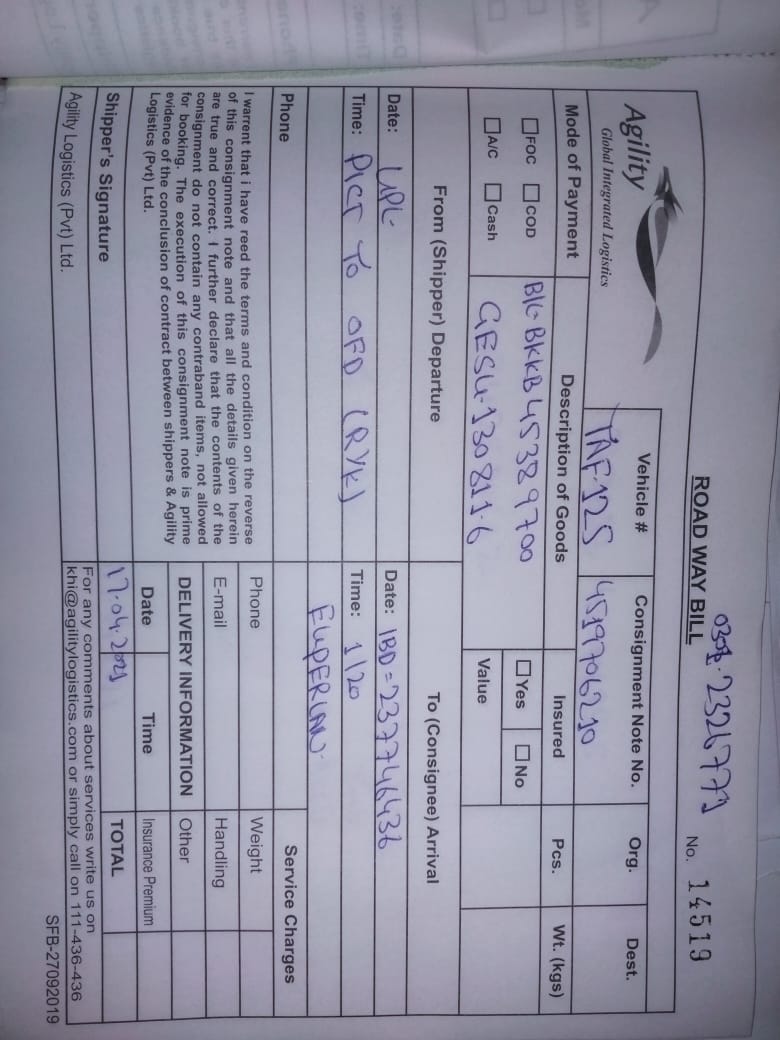 0301-2326771
ROAD WAY BILL
No. 14519
Agility
Global Integrated Logistics
Vehicle #
Consignment Note No.
Org.
Dest.
TAF-125
4519706210
Mode of Payment
Description of Goods
Insured
Pcs.
Wt. (kgs)
FOC COD
B/L- BKKB45389700
Yes No
A/C Cash
GESU-130811-6
Value
From (Shipper) Departure
To (Consignee) Arrival
Date: UPL
Date: IBD=237746436
Time: PICT To OFD (RYK)
Time: 1/20
EUPERLAN
Phone
Service Charges
I warrent that i have reed the terms and condition on the reverse
of this consignment note and that all the details given herein
are true and correct. I further declare that the contents of the
consignment do not contain any contraband items, not allowed
for booking. The execution of this consignment note is prime
evidence of the conclusion of contract between shippers & Agility
Logistics (Pvt) Ltd.
Phone
Weight
E-mail
Handling
DELIVERY INFORMATION
Other
Date
Time
Insurance Premium
17-04-2021
TOTAL
Shipper's Signature
Agility Logistics (Pvt) Ltd.
For any comments about services write us on
khi@agilitylogistics.com or simply call on 111-436-436
SFB-27092019